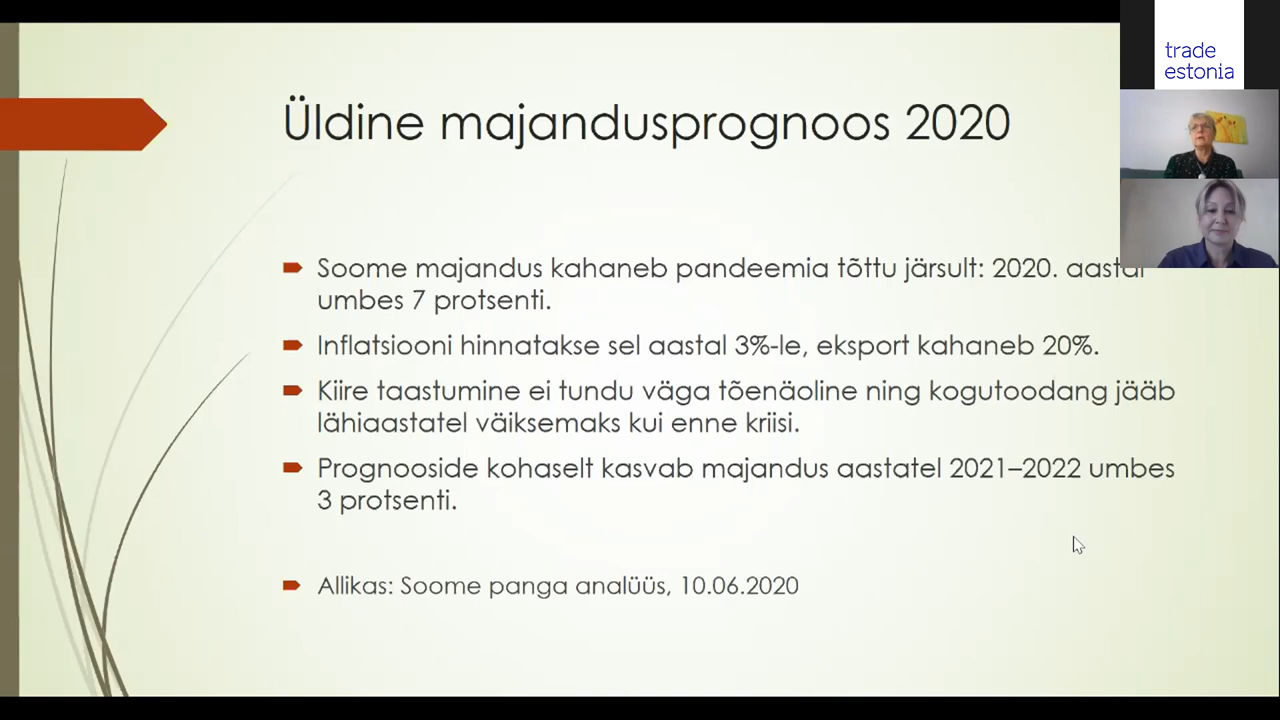 trade
estonia
Üldine majandusprognoos 2020
Soome majandus kahaneb pandeemia tõttu järsult: 2020. aastal
umbes 7 protsenti.
Inflatsiooni hinnatakse sel aastal 3%-le, eksport kahaneb 20%.
Kiire taastumine ei tundu väga tõenäoline ning kogutoodang jääb
lähiaastatel väiksemaks kui enne kriisi.
Prognooside kohaselt kasvab majandus aastatel 2021–2022 umbes
3 protsenti.
Allikas: Soome panga analüüs, 10.06.2020